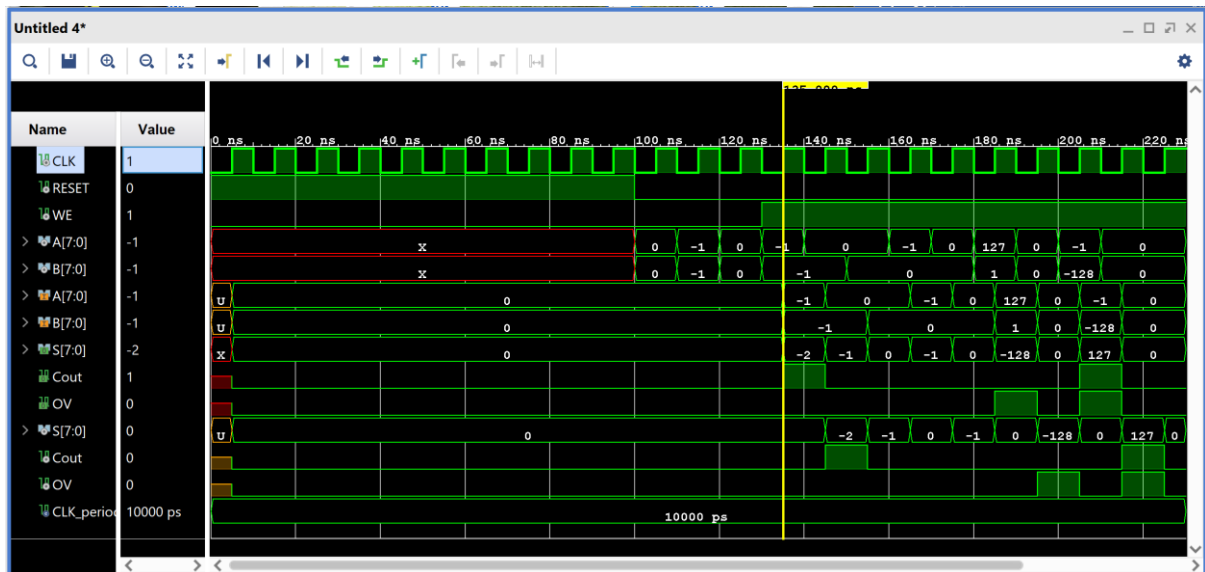 Untitled 4*
Name Value
0 ns 20 ns 40 ns 60 ns 80 ns 100 ns 120 ns 140 ns 160 ns 180 ns 200 ns 220 ns
CLK 1
RESET 0
WE 1
A[7:0] -1 X 0 -1 0 -1 0 -1 0 127 0 -1 0
B[7:0] -1 X 0 -1 0 -1 0 1 0 -128 0
A[7:0] -1 U 0 -1 0 -1 0 127 0 -1 0
B[7:0] -1 U 0 -1 0 1 0 -128 0
S[7:0] -2 X 0 -2 -1 0 -1 0 -128 0 127 0
Cout 1
OV 0
S[7:0] 0 U 0 -2 -1 0 -1 0 -128 0 127 0
Cout 0
OV 0
CLK_period 10000 ps 10000 ps